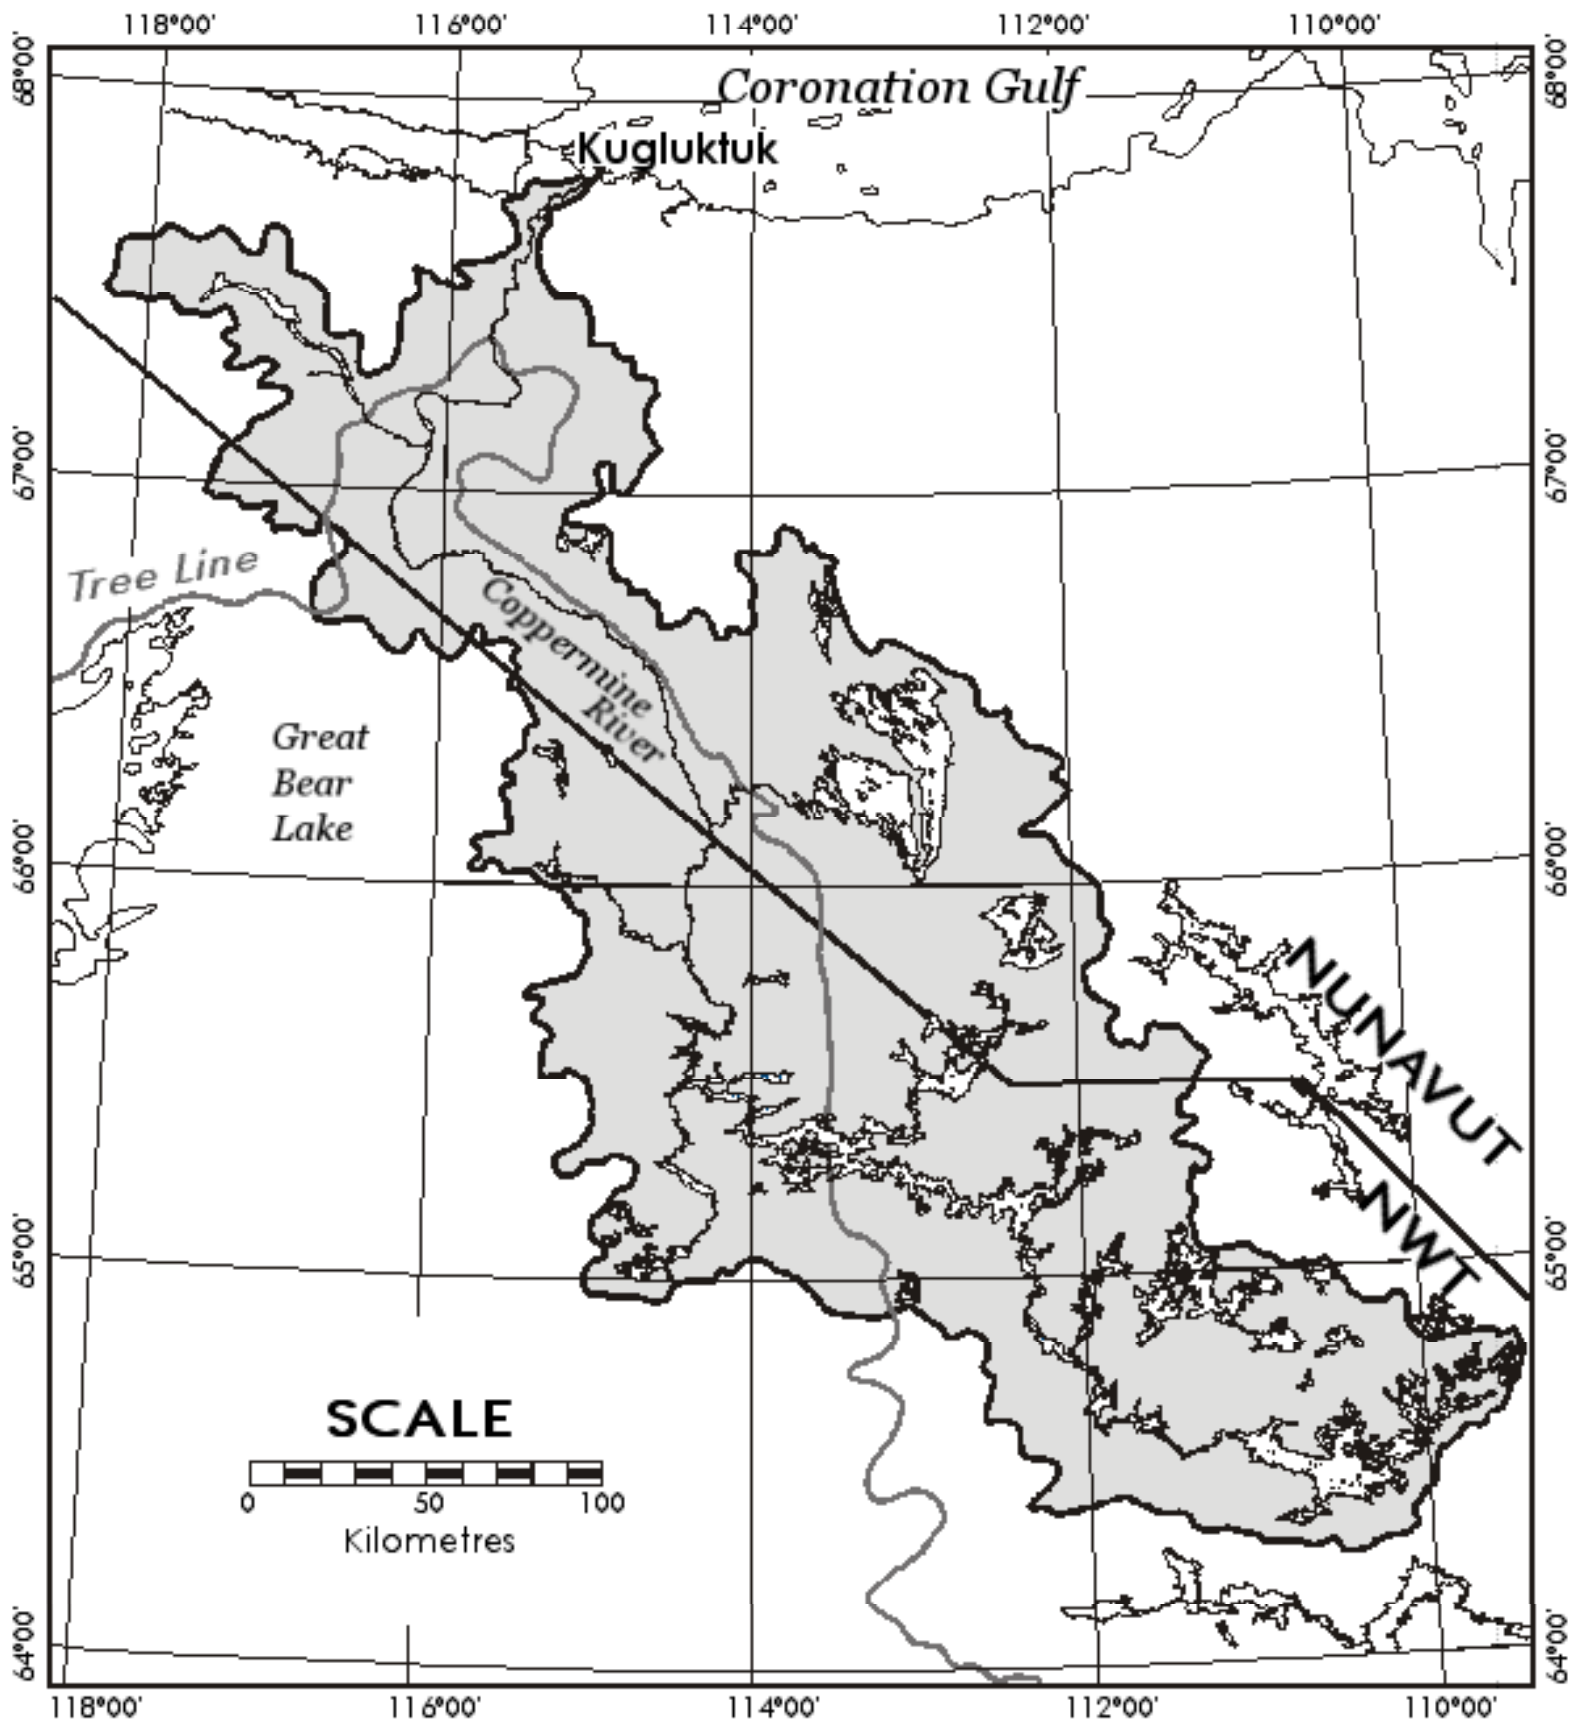 118°00' 116°00' 114°00' 112°00' 110°00'
68°00' 68°00'
Coronation Gulf
Kugluktuk
67°00' 67°00'
Tree Line
Coppermine
River
Great
Bear
Lake
66°00' 66°00'
NUNAVUT
NWT
65°00' 65°00'
SCALE
0 50 100
Kilometres
64°00' 64°00'
118°00' 116°00' 114°00' 112°00' 110°00'